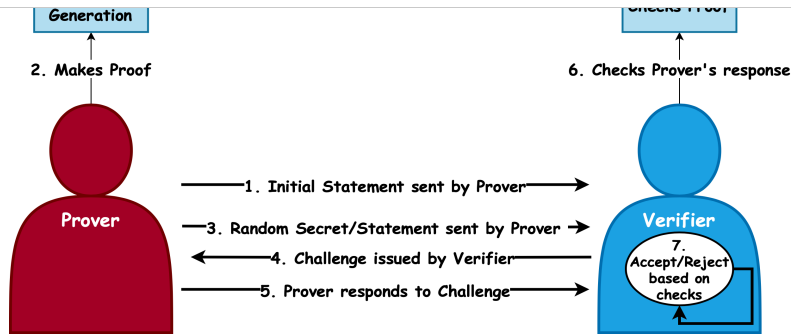 Generation
Checks Proof
2. Makes Proof
6. Checks Prover's response
1. Initial Statement sent by Prover
Prover
Verifier
3. Random Secret/Statement sent by Prover
7.
Accept/Reject
based on
checks
4. Challenge issued by Verifier
5. Prover responds to Challenge